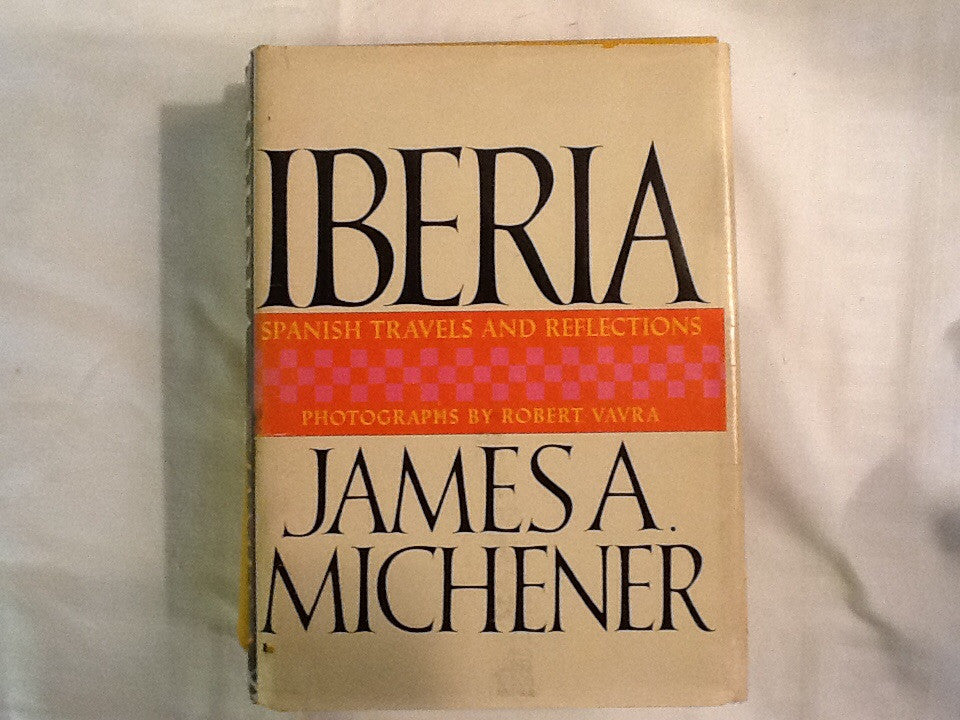 IBERIA
SPANISH TRAVELS AND REFLECTIONS
PHOTOGRAPHS BY ROBERT VAVRA
JAMES A.
MICHENER